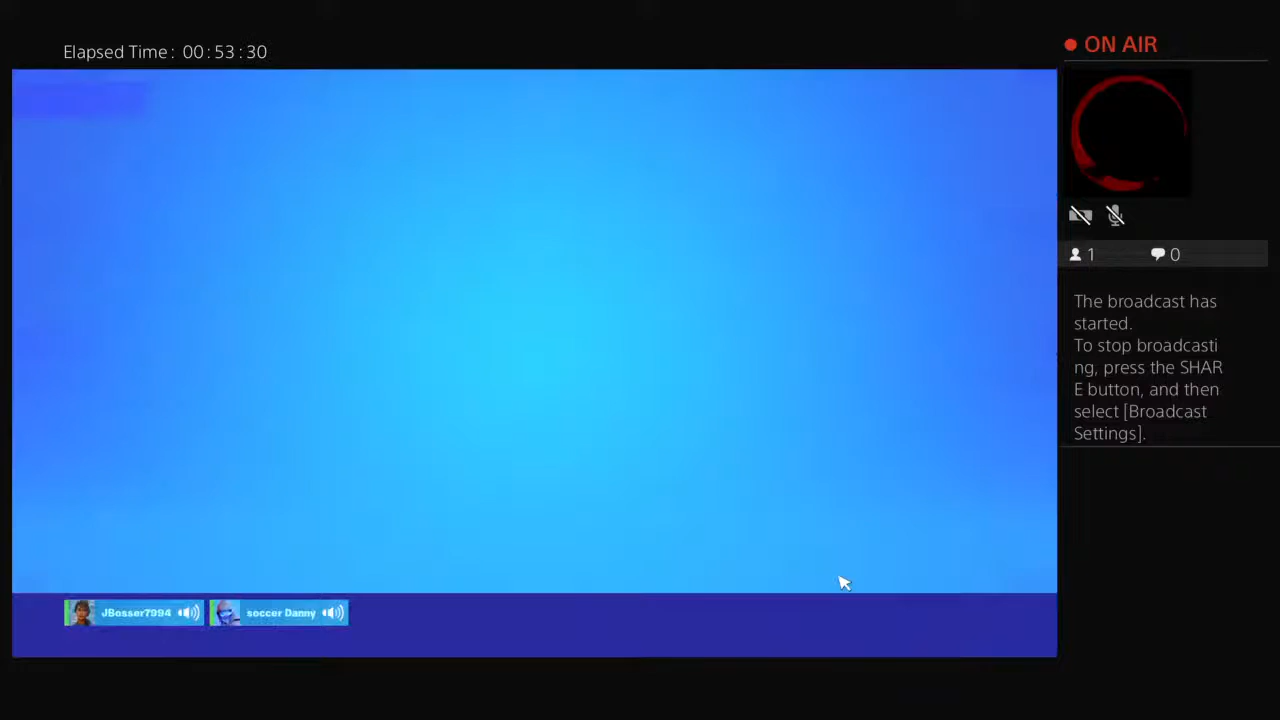 Elapsed Time: 00:53:30
ON AIR
1 0
The broadcast has
started.
To stop broadcasti
ng, press the SHAR
E button, and then
select [Broadcast
Settings].
JBosser7994 soccer Danny